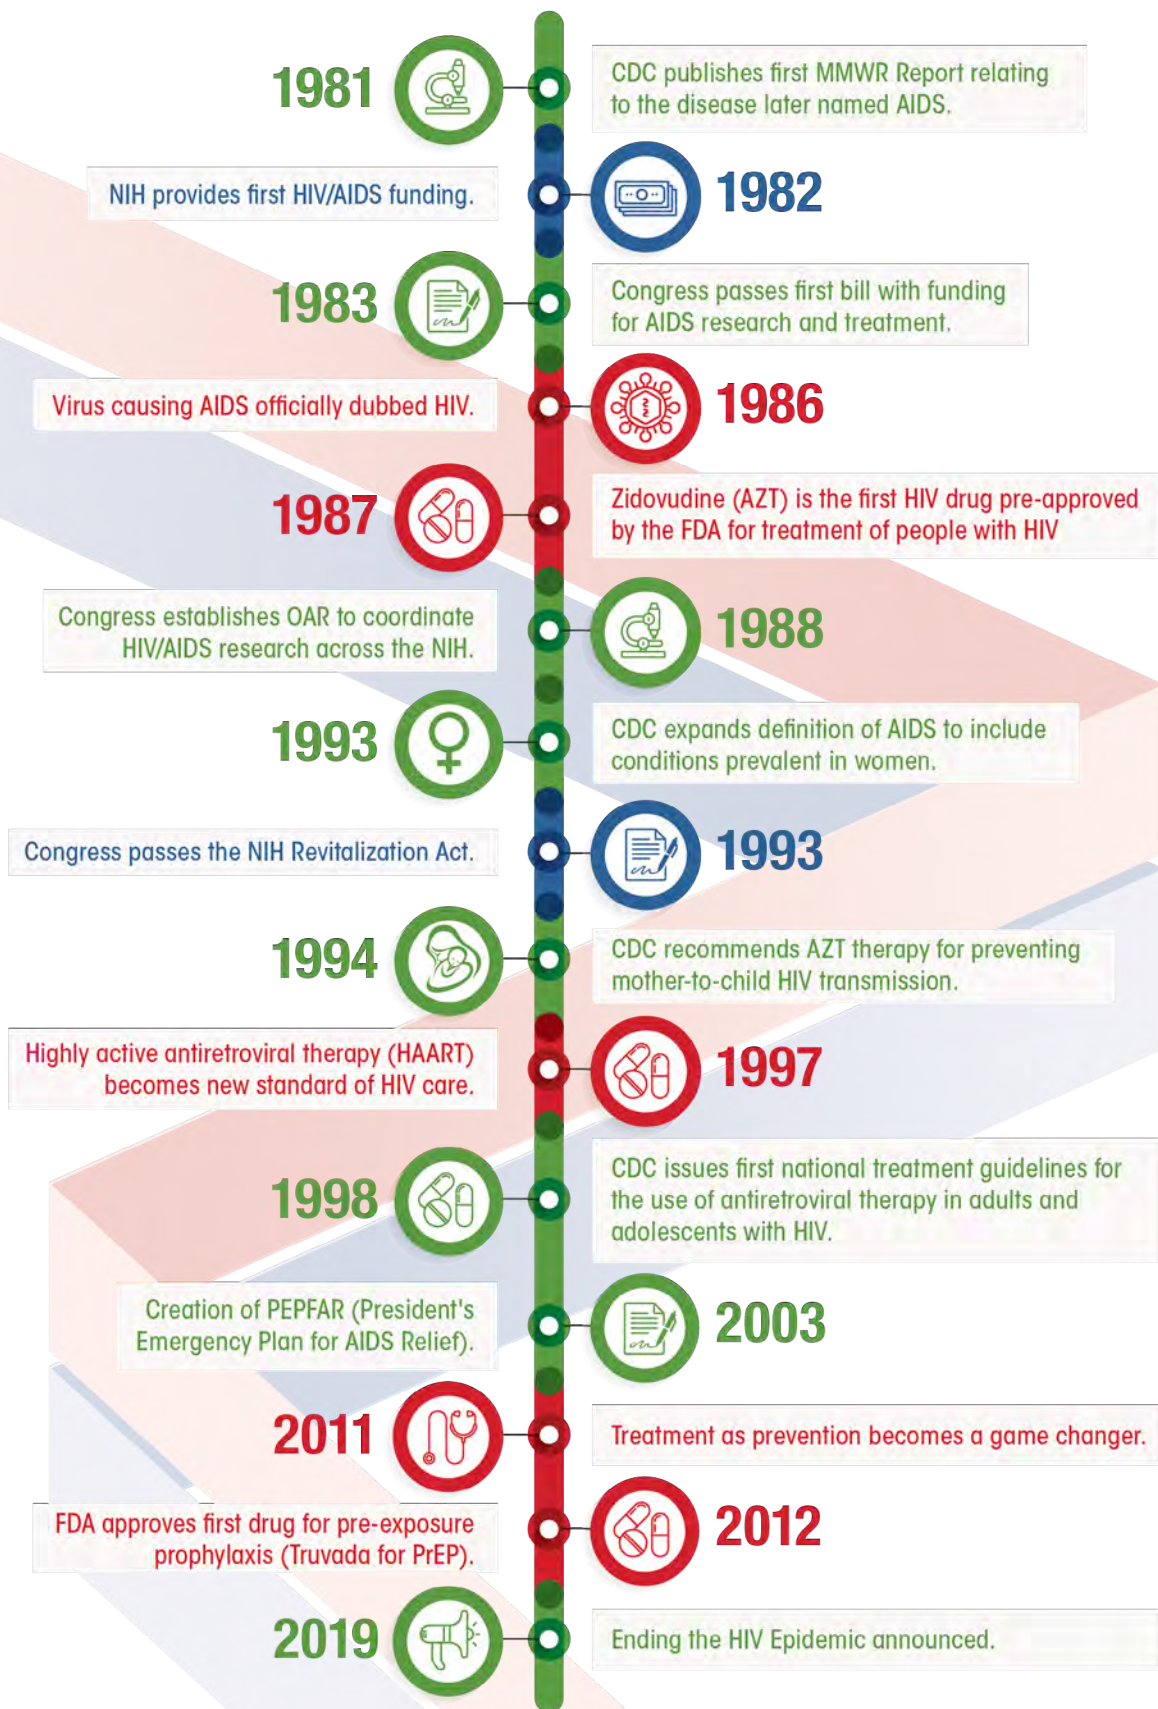 1981
CDC publishes first MMWR Report relating
to the disease later named AIDS.
NIH provides first HIV/AIDS funding.
1982
1983
Congress passes first bill with funding
for AIDS research and treatment.
Virus causing AIDS officially dubbed HIV.
1986
1987
Zidovudine (AZT) is the first HIV drug pre-approved
by the FDA for treatment of people with HIV
Congress establishes OAR to coordinate
HIV/AIDS research across the NIH.
1988
1993
CDC expands definition of AIDS to include
conditions prevalent in women.
Congress passes the NIH Revitalization Act.
1993
1994
CDC recommends AZT therapy for preventing
mother-to-child HIV transmission.
Highly active antiretroviral therapy (HAART)
becomes new standard of HIV care.
1997
1998
CDC issues first national treatment guidelines for
the use of antiretroviral therapy in adults and
adolescents with HIV.
Creation of PEPFAR (President's
Emergency Plan for AIDS Relief).
2003
2011
Treatment as prevention becomes a game changer.
FDA approves first drug for pre-exposure
prophylaxis (Truvada for PrEP).
2012
2019
Ending the HIV Epidemic announced.